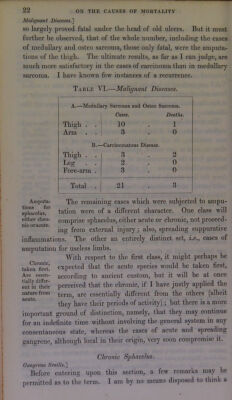 22 ON THE CAUSES OF MORTALITY
Malignant Diseases.]
so largely proved fatal under the head of old ulcers. But it must
further be observed, that of the whole number, including the cases
of medullary and osteo sarcoma, those only fatal, were the amputa-
tions of the thigh. The ultimate results, as far as I can judge, are
much more satisfactory in the cases of carcinoma than in medullary
sarcoma. I have known few instances of a recurrence.
TABLE VI.—Malignant Diseases.
A.—Medullary Sarcoma and Osteo Sarcoma.
Cases. Deaths.
Thigh . . 10 . 1
Arm . . 3 . 0
B.—Carcinomatous Disease.
Thigh . . 3 . 2
Leg . . 2 . 0
Fore-arm . 3 . 0
Total . 21 . 3
Amputa-
tions for
sphacelus,
either chro-
nic or acute.
The remaining cases which were subjected to ampu-
tation were of a different character. One class will
comprise sphacelus, either acute or chronic, not proceed-
ing from external injury; also, spreading suppurative
inflammations. The other an entirely distinct set, i.e., cases of
amputation for useless limbs.
Chronic,
taken first.
Are essen-
tially differ-
ent in their
nature from
acute.
With respect to the first class, it might perhaps be
expected that the acute species would be taken first,
according to ancient custom, but it will be at once
perceived that the chronic, if I have justly applied the
term, are essentially different from the others (albeit
they have their periods of activity); but there is a more
important ground of distinction, namely, that they may continue
for an indefinite time without involving the general system in any
consentaneous state, whereas the cases of acute and spreading
gangrene, although local in their origin, very soon compromise it.
Chronic Sphacelus.
Gangrena Senilis.]
Before entering upon this section, a few remarks may be
permitted as to the term. I am by no means disposed to think a